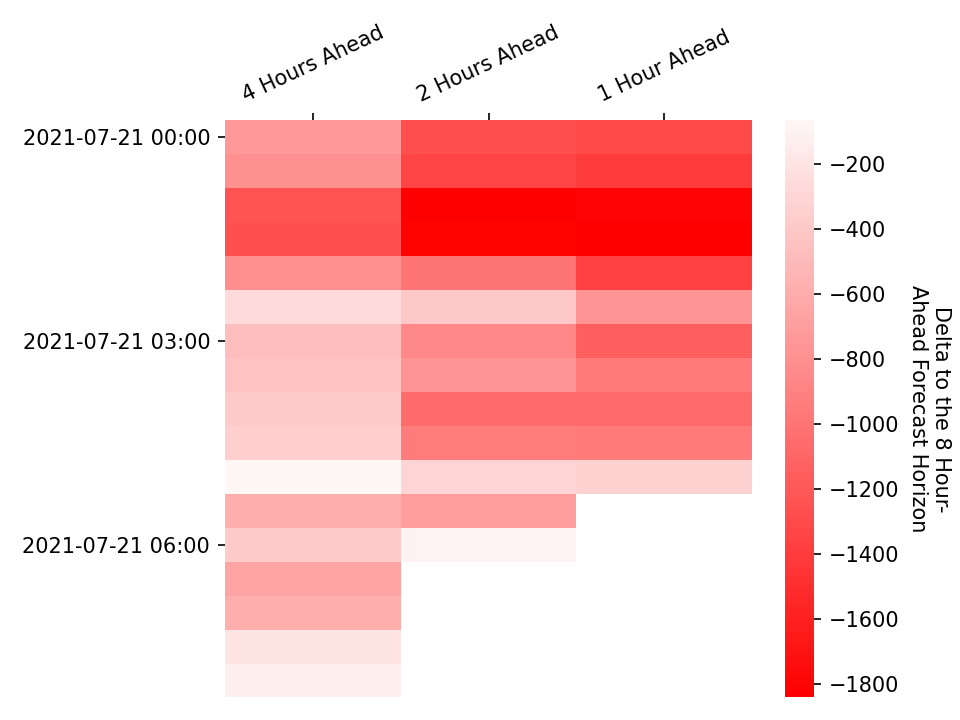 4 Hours Ahead
2 Hours Ahead
1 Hour Ahead
2021-07-21 00:00
2021-07-21 03:00
2021-07-21 06:00
−200
−400
−600
−800
−1000
−1200
−1400
−1600
−1800
Delta to the 8 Hour-
Ahead Forecast Horizon